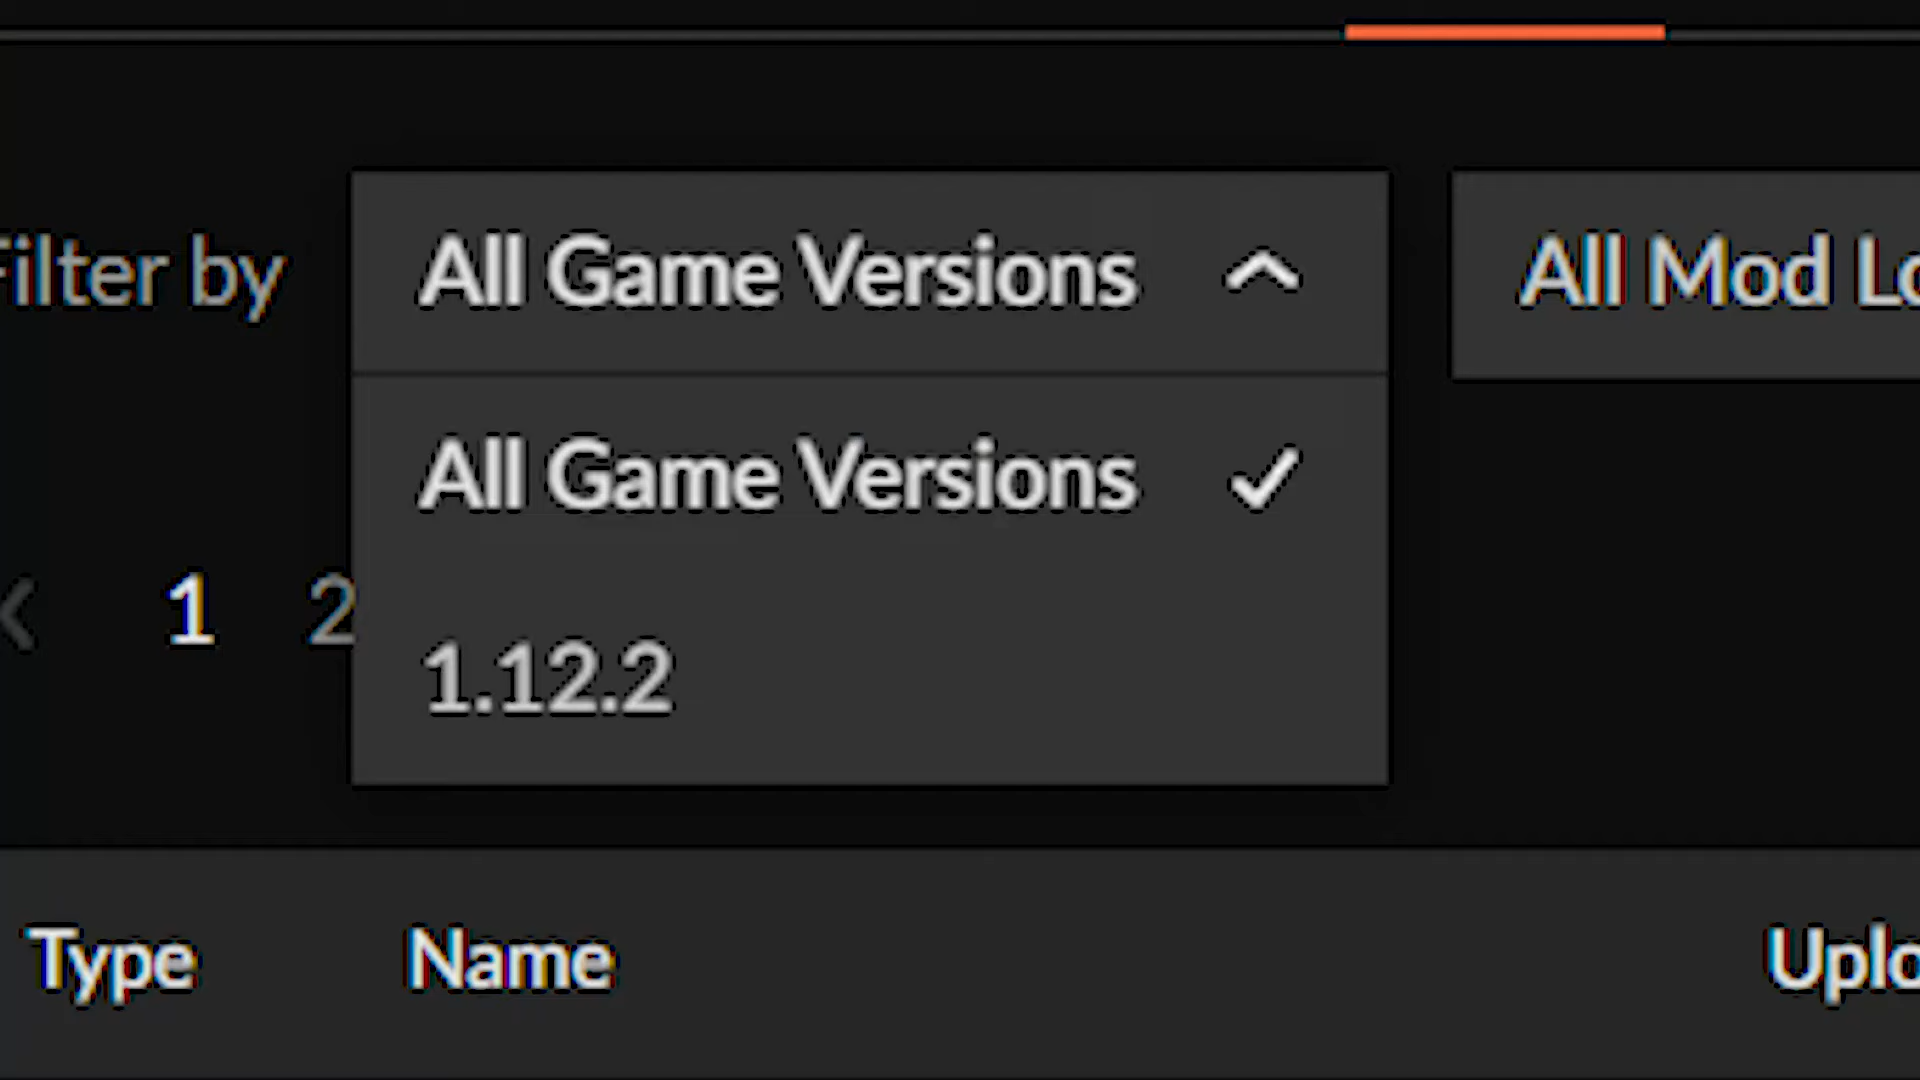 Filter by
All Game Versions
All Mod Lo
All Game Versions
1 2
1.12.2
Type Name Uplo